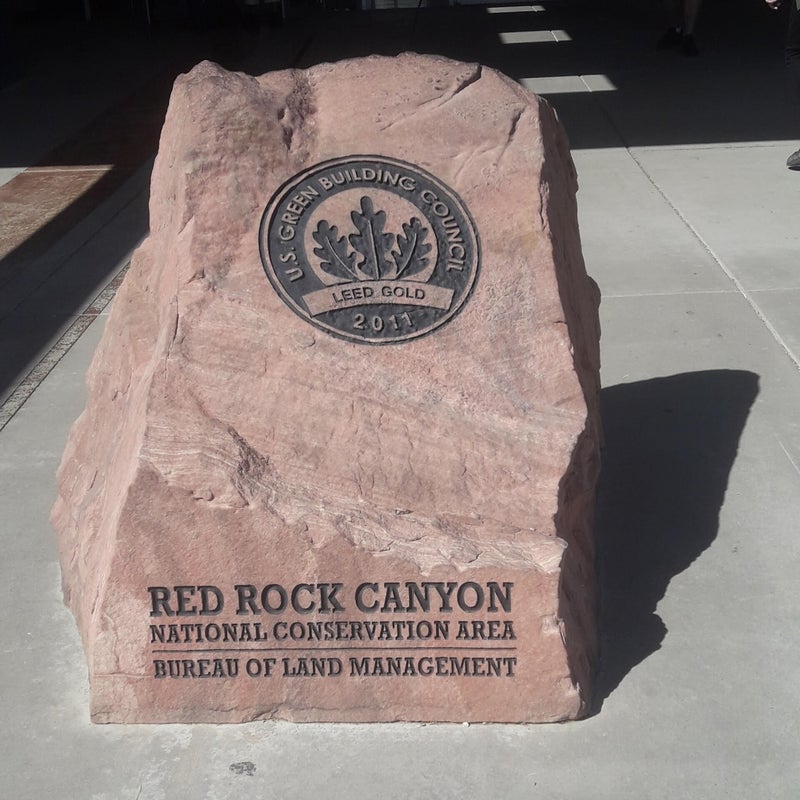 U.S. GREEN BUILDING COUNCIL
LEED GOLD
2011
RED ROCK CANYON
NATIONAL CONSERVATION AREA
BUREAU OF LAND MANAGEMENT